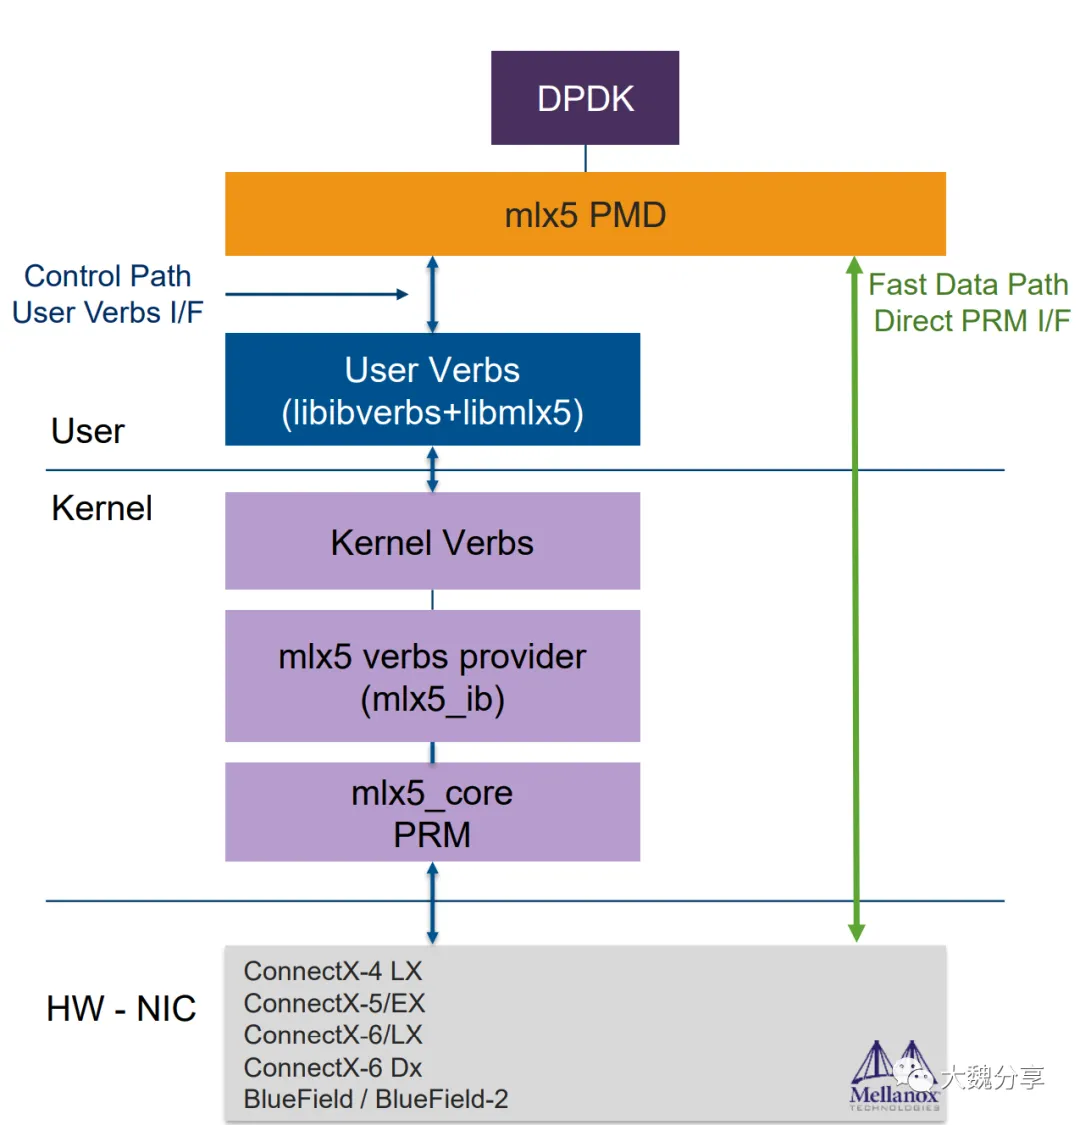 DPDK
mlx5 PMD
Control Path
User Verbs I/F
Fast Data Path
Direct PRM I/F
User Verbs
(libibverbs+libmlx5)
User
Kernel
Kernel Verbs
mlx5 verbs provider
(mlx5_ib)
mlx5_core
PRM
HW - NIC
ConnectX-4 LX
ConnectX-5/EX
ConnectX-6/LX
ConnectX-6 Dx
BlueField / BlueField-2
大魏分享
Mellanox
TECHNOLOGIES